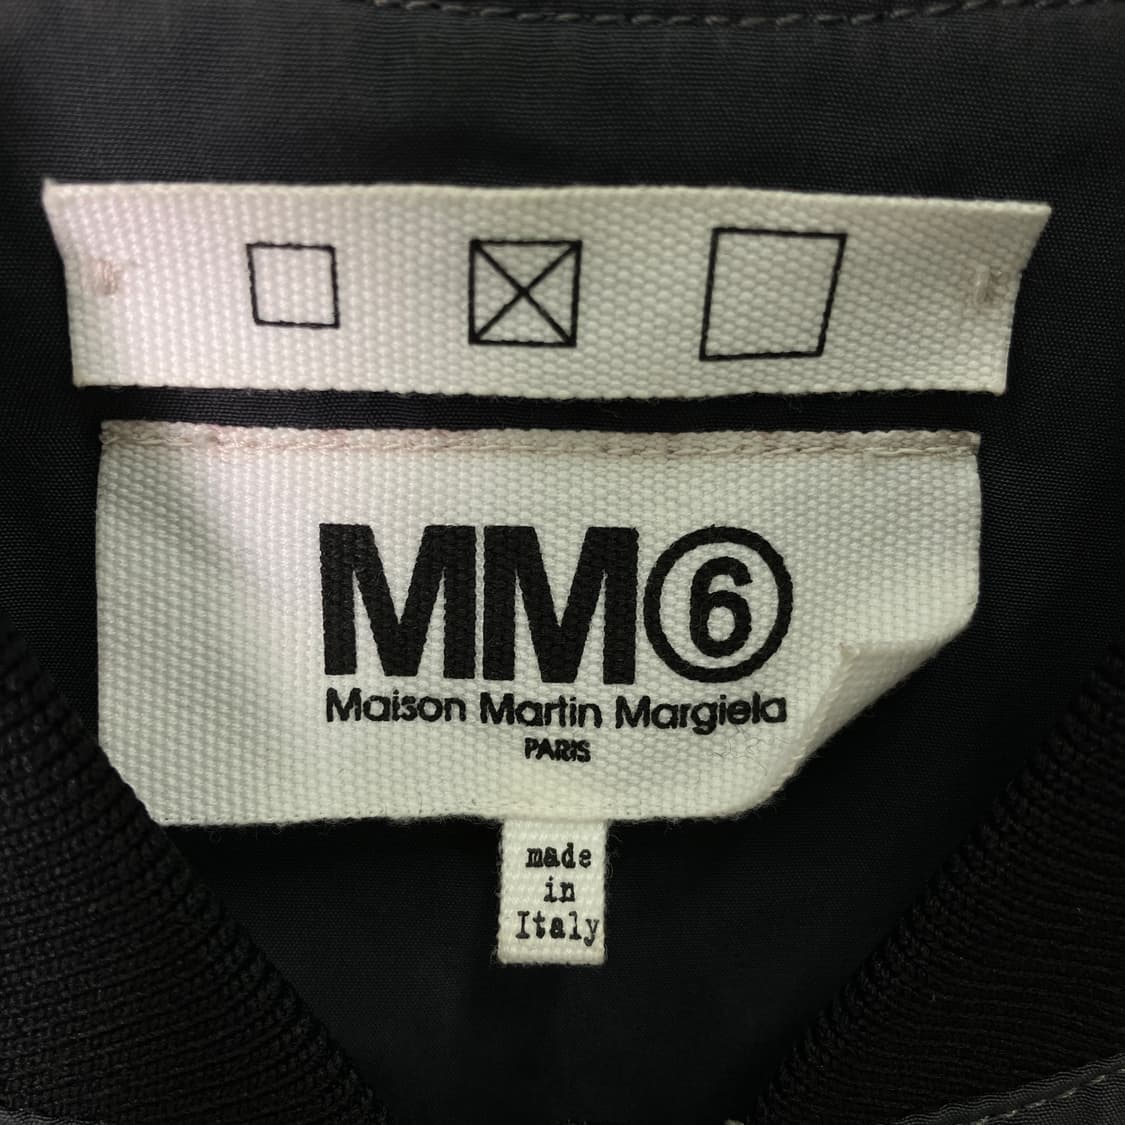 MM⑥
Maison Martin Margiela
PARIS
made
in
Italy